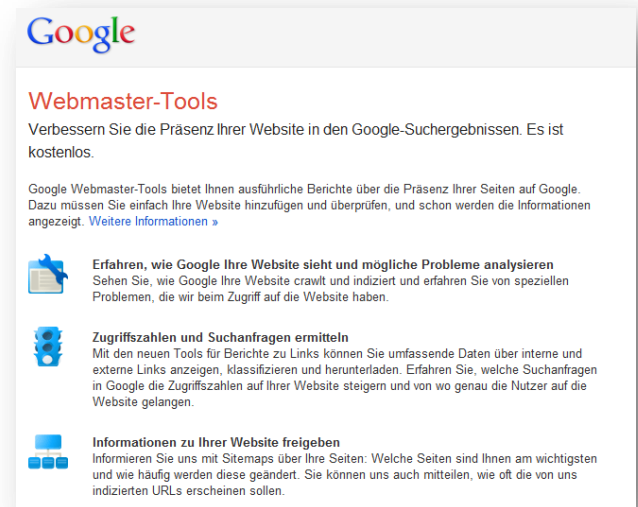 Google
Webmaster-Tools
Verbessern Sie die Präsenz Ihrer Website in den Google-Suchergebnissen. Es ist
kostenlos.
Google Webmaster-Tools bietet Ihnen ausführliche Berichte über die Präsenz Ihrer Seiten auf Google.
Dazu müssen Sie einfach Ihre Website hinzufügen und überprüfen, und schon werden die Informationen
angezeigt. Weitere Informationen »
Erfahren, wie Google Ihre Website sieht und mögliche Probleme analysieren
Sehen Sie, wie Google Ihre Website crawlt und indiziert und erfahren Sie von speziellen
Problemen, die wir beim Zugriff auf die Website haben.
Zugriffszahlen und Suchanfragen ermitteln
Mit den neuen Tools für Berichte zu Links können Sie umfassende Daten über interne und
externe Links anzeigen, klassifizieren und herunterladen. Erfahren Sie, welche Suchanfragen
in Google die Zugriffszahlen auf Ihrer Website steigern und von wo genau die Nutzer auf die
Website gelangen.
Informationen zu Ihrer Website freigeben
Informieren Sie uns mit Sitemaps über Ihre Seiten: Welche Seiten sind Ihnen am wichtigsten
und wie häufig werden diese geändert. Sie können uns auch mitteilen, wie oft die von uns
indizierten URLs erscheinen sollen.